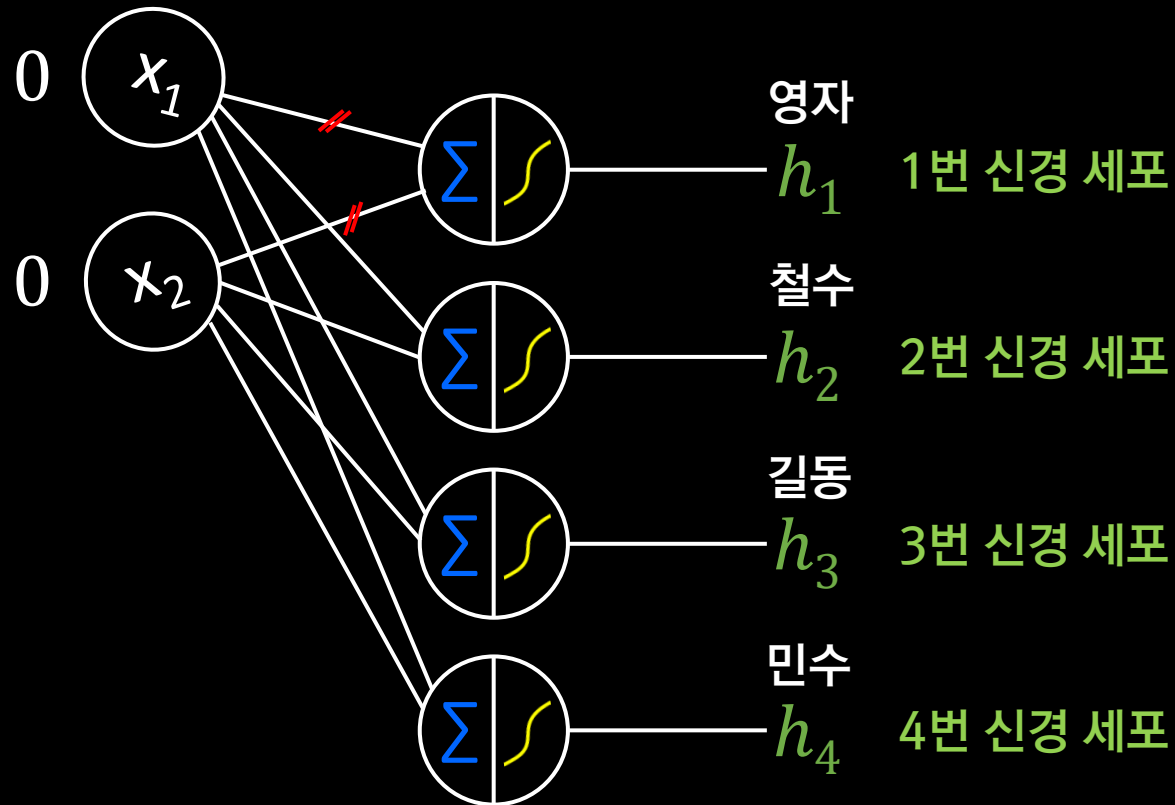 0 x₁
영자
Σ h₁ 1번 신경 세포
0 x₂
철수
Σ h₂ 2번 신경 세포
길동
Σ h₃ 3번 신경 세포
민수
Σ h₄ 4번 신경 세포